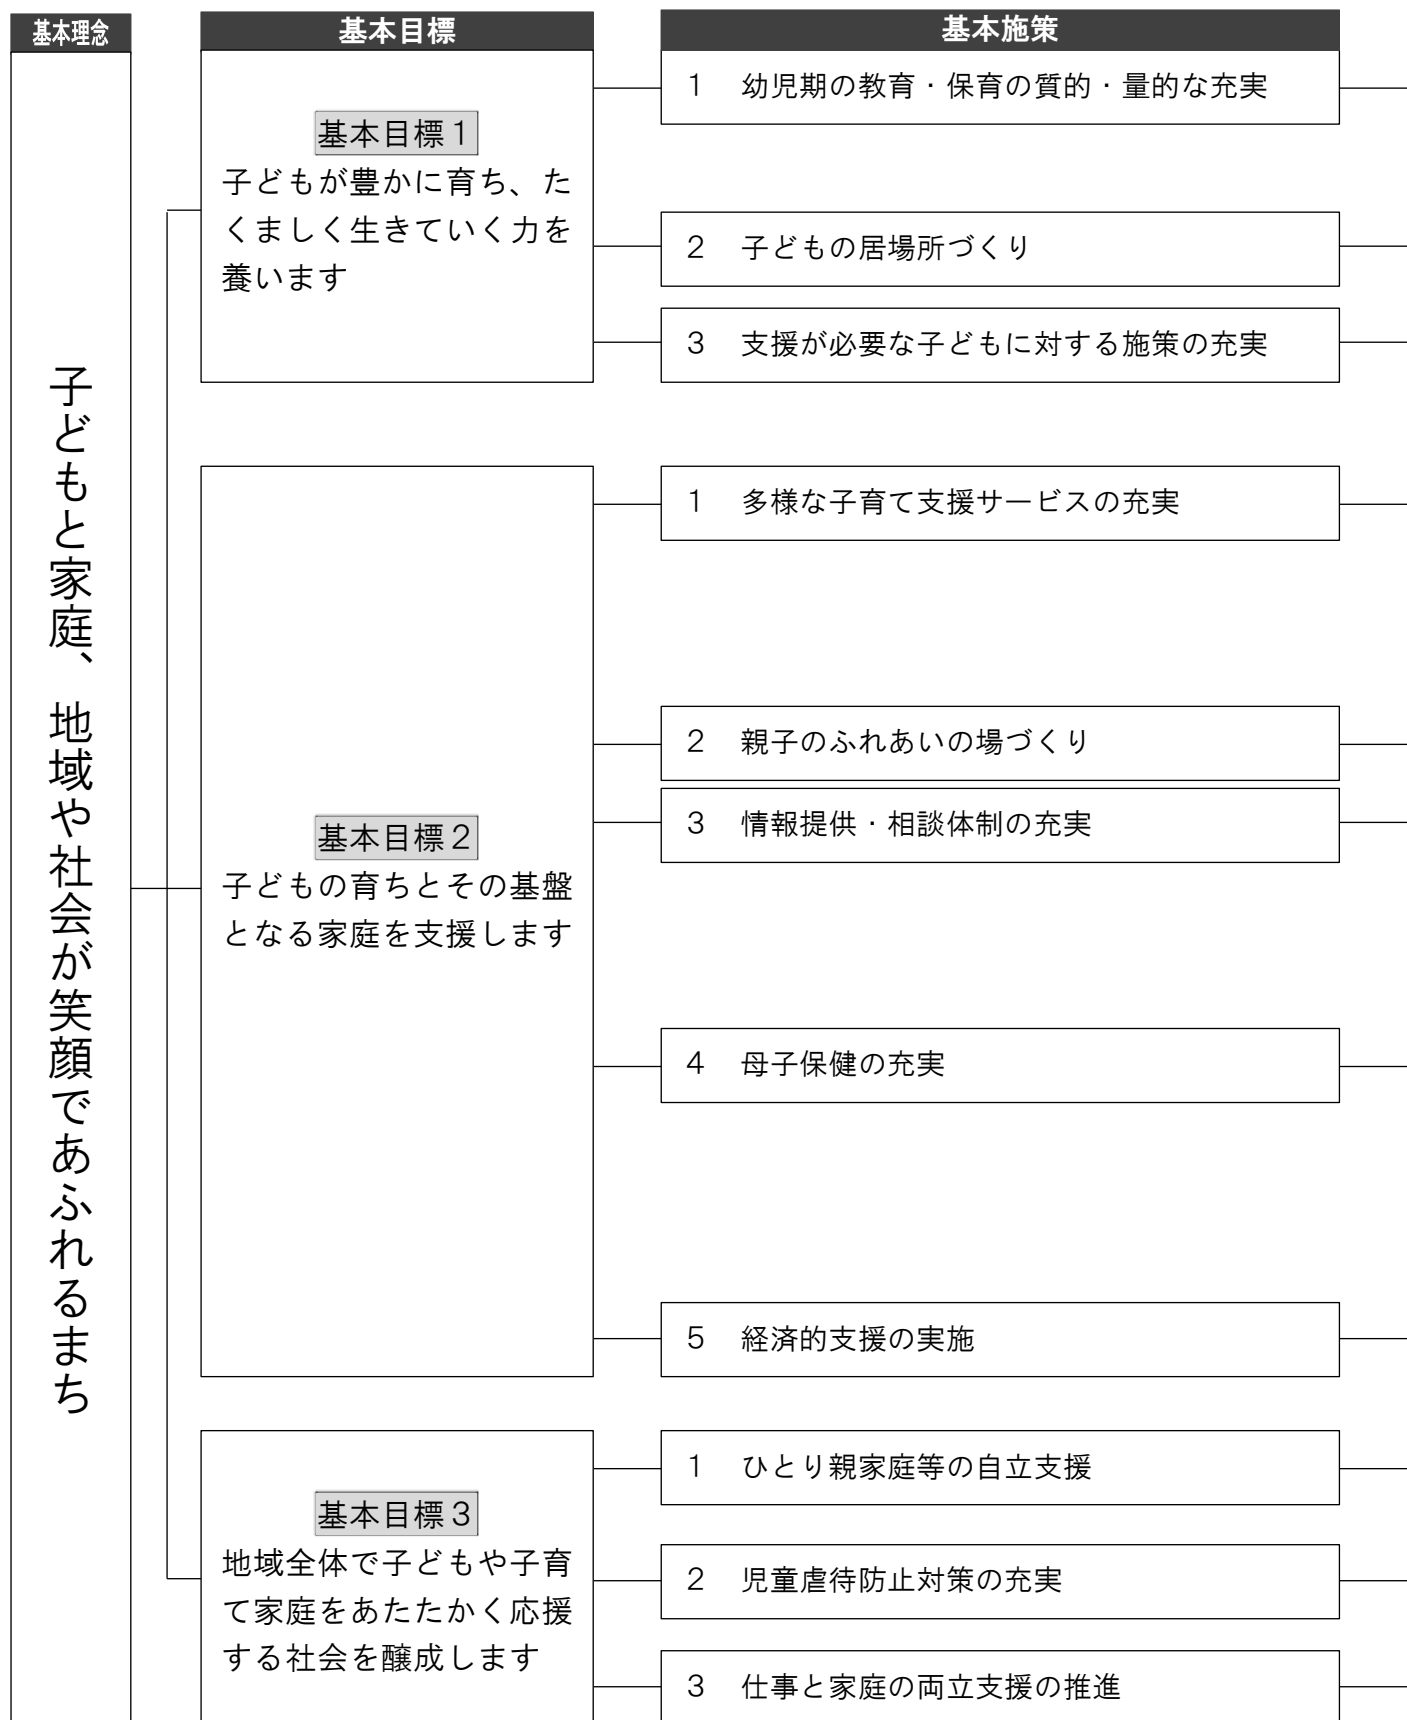 基本理念
子どもと家庭、地域や社会が笑顔であふれるまち
基本目標
基本施策
基本目標1
子どもが豊かに育ち、た
くましく生きていく力を
養います
1 幼児期の教育・保育の質的・量的な充実
2 子どもの居場所づくり
3 支援が必要な子どもに対する施策の充実
基本目標2
子どもの育ちとその基盤
となる家庭を支援します
1 多様な子育て支援サービスの充実
2 親子のふれあいの場づくり
3 情報提供・相談体制の充実
4 母子保健の充実
5 経済的支援の実施
基本目標3
地域全体で子どもや子育
て家庭をあたたかく応援
する社会を醸成します
1 ひとり親家庭等の自立支援
2 児童虐待防止対策の充実
3 仕事と家庭の両立支援の推進